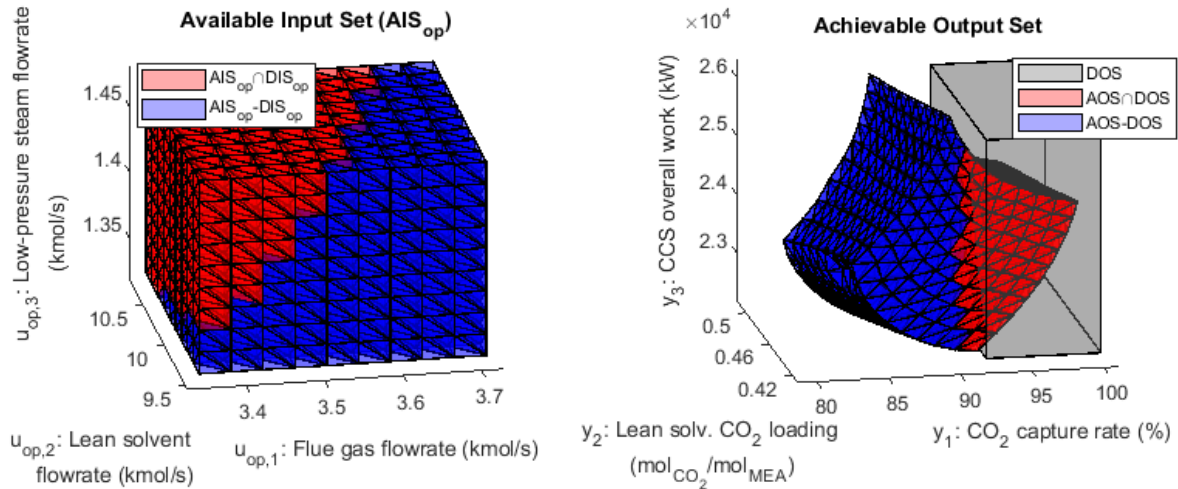 Available Input Set (AIS_op)
AIS_op∩DIS_op
AIS_op-DIS_op
u_op,3: Low-pressure steam flowrate
(kmol/s)
1.45
1.4
1.35
10.5
10
9.5
3.4
3.5
3.6
3.7
u_op,2: Lean solvent
flowrate (kmol/s)
u_op,1: Flue gas flowrate (kmol/s)
Achievable Output Set
×10⁴
DOS
AOS∩DOS
AOS-DOS
y_3: CCS overall work (kW)
2.6
2.5
2.4
2.3
0.5
0.46
0.42
80
85
90
95
100
y_2: Lean solv. CO_2 loading
(mol_CO_2/mol_MEA)
y_1: CO_2 capture rate (%)